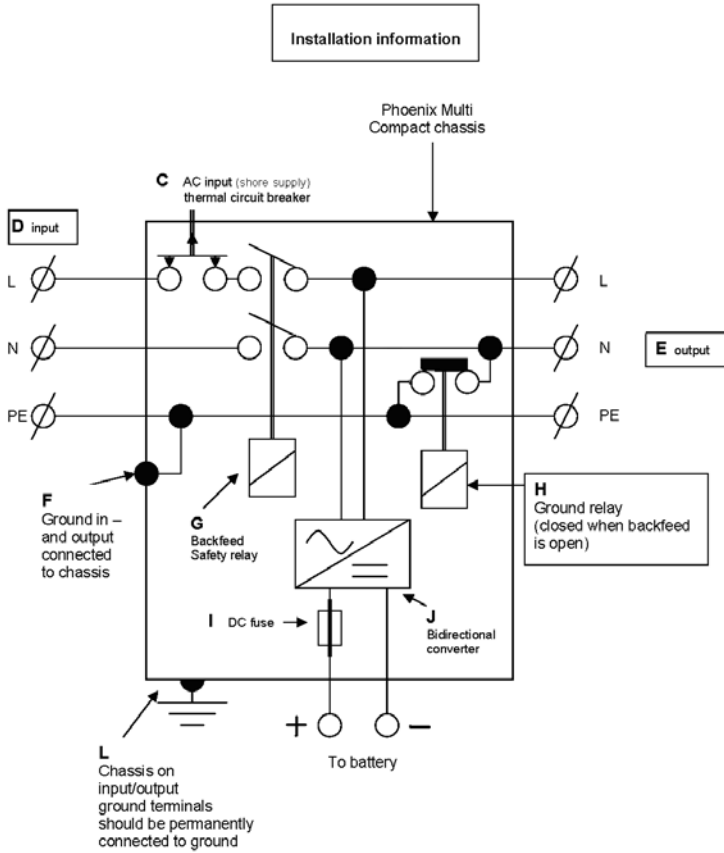 Installation information
Phoenix Multi
Compact chassis
C AC input (shore supply)
thermal circuit breaker
D input
L
L
N
N
E output
PE
PE
F
Ground in –
and output
connected
to chassis
G
Backfeed
Safety relay
H
Ground relay
(closed when backfeed
is open)
I DC fuse
J
Bidirectional
converter
+
–
To battery
L
Chassis on
input/output
ground terminals
should be permanently
connected to ground